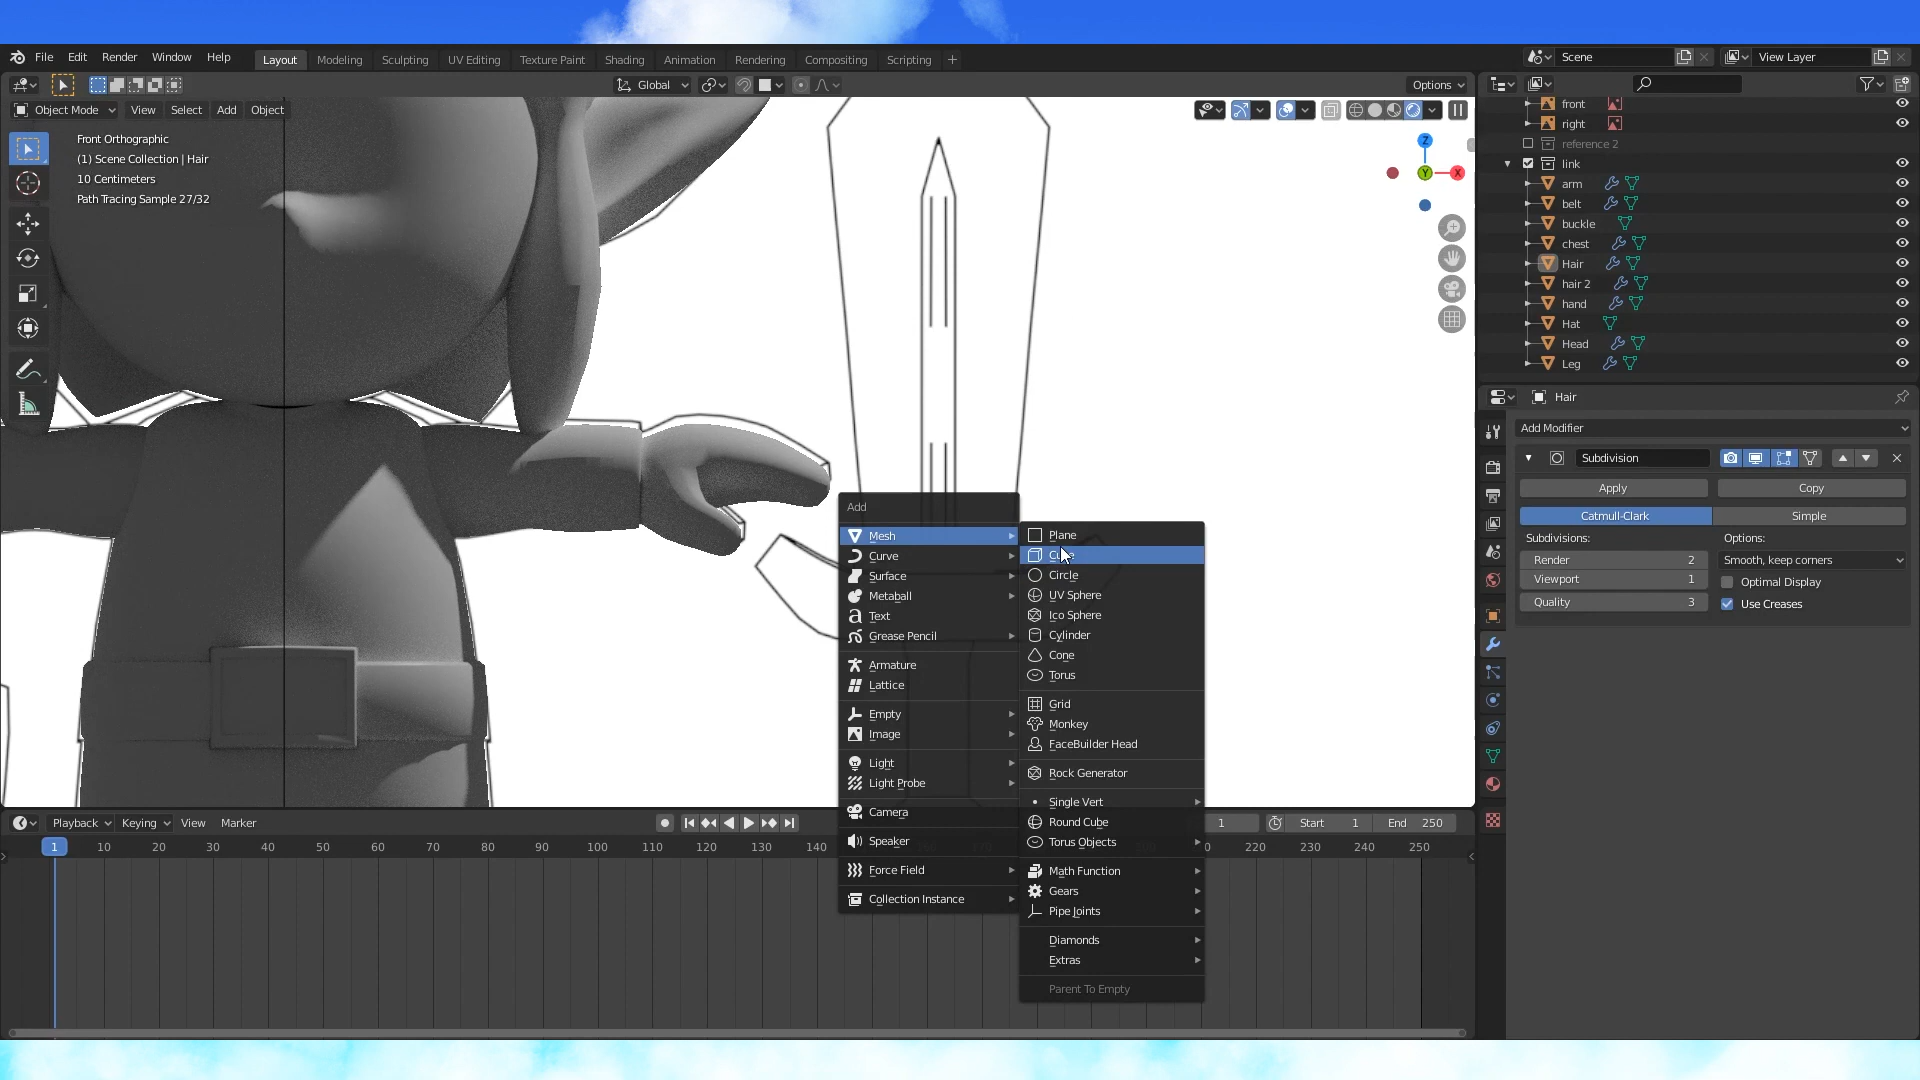 File Edit Render Window Help Layout Modeling Sculpting UV Editing Texture Paint Shading Animation Rendering Compositing Scripting + Scene View Layer
Global Options
Object Mode View Select Add Object
Front Orthographic
(1) Scene Collection | Hair
10 Centimeters
Path Tracing Sample 27/32
Z
Y
X
front
right
reference 2
link
arm
belt
buckle
chest
Hair
hair 2
hand
Hat
Head
Leg
Hair
Add Modifier
Subdivision
Apply Copy
Catmull-Clark Simple
Subdivisions: Options:
Render 2 Smooth, keep corners
Viewport 1 Optimal Display
Quality 3 Use Creases
Add
Mesh
Curve
Surface
Metaball
Text
Grease Pencil
Armature
Lattice
Empty
Image
Light
Light Probe
Camera
Speaker
Force Field
Collection Instance
Plane
Circle
UV Sphere
Ico Sphere
Cylinder
Cone
Torus
Grid
Monkey
FaceBuilder Head
Rock Generator
Single Vert
Round Cube
Torus Objects
Math Function
Gears
Pipe Joints
Diamonds
Extras
Parent To Empty
Playback Keying View Marker 1 Start 1 End 250
1 10 20 30 40 50 60 70 80 90 100 110 120 130 140 220 230 240 250